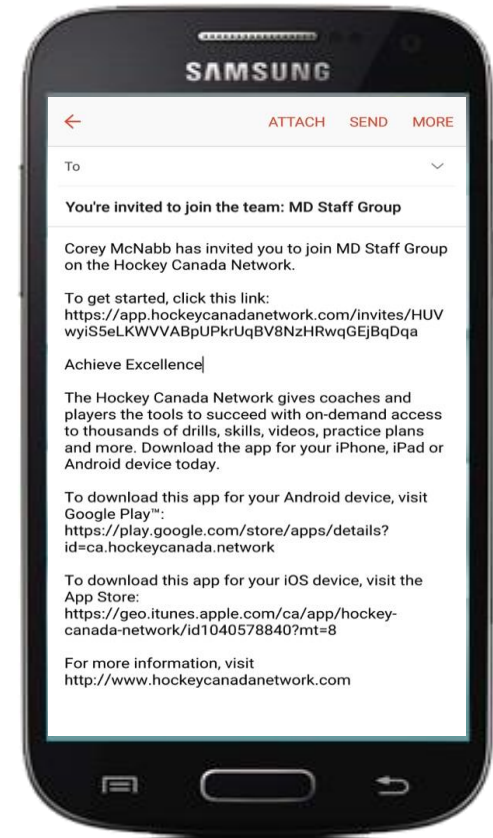 SAMSUNG
ATTACH SEND MORE
To
You're invited to join the team: MD Staff Group
Corey McNabb has invited you to join MD Staff Group
on the Hockey Canada Network.
To get started, click this link:
https://app.hockeycanadanetwork.com/invites/HUV
wyiS5eLKWVVABpUPkrUqBV8NzHRwqGEjBqDqa
Achieve Excellence
The Hockey Canada Network gives coaches and
players the tools to succeed with on-demand access
to thousands of drills, skills, videos, practice plans
and more. Download the app for your iPhone, iPad or
Android device today.
To download this app for your Android device, visit
Google Play™:
https://play.google.com/store/apps/details?
id=ca.hockeycanada.network
To download this app for your iOS device, visit the
App Store:
https://geo.itunes.apple.com/ca/app/hockey-
canada-network/id1040578840?mt=8
For more information, visit
http://www.hockeycanadanetwork.com